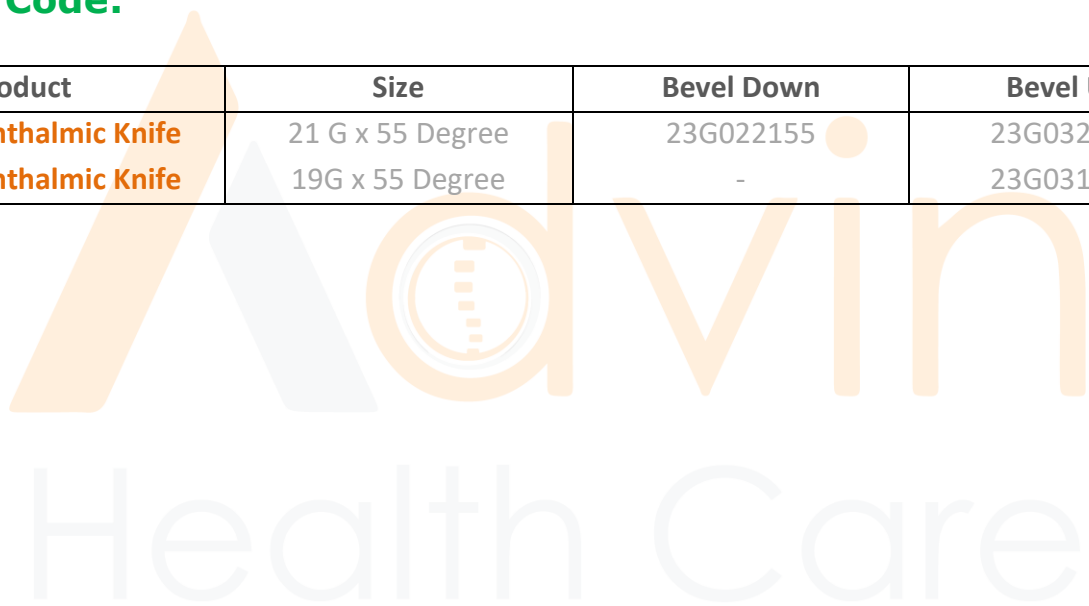 Code:
oduct Size Bevel Down Bevel
nthalmic Knife 21 G x 55 Degree 23G022155 23G032
nthalmic Knife 19G x 55 Degree - 23G031
Advin
Health Care